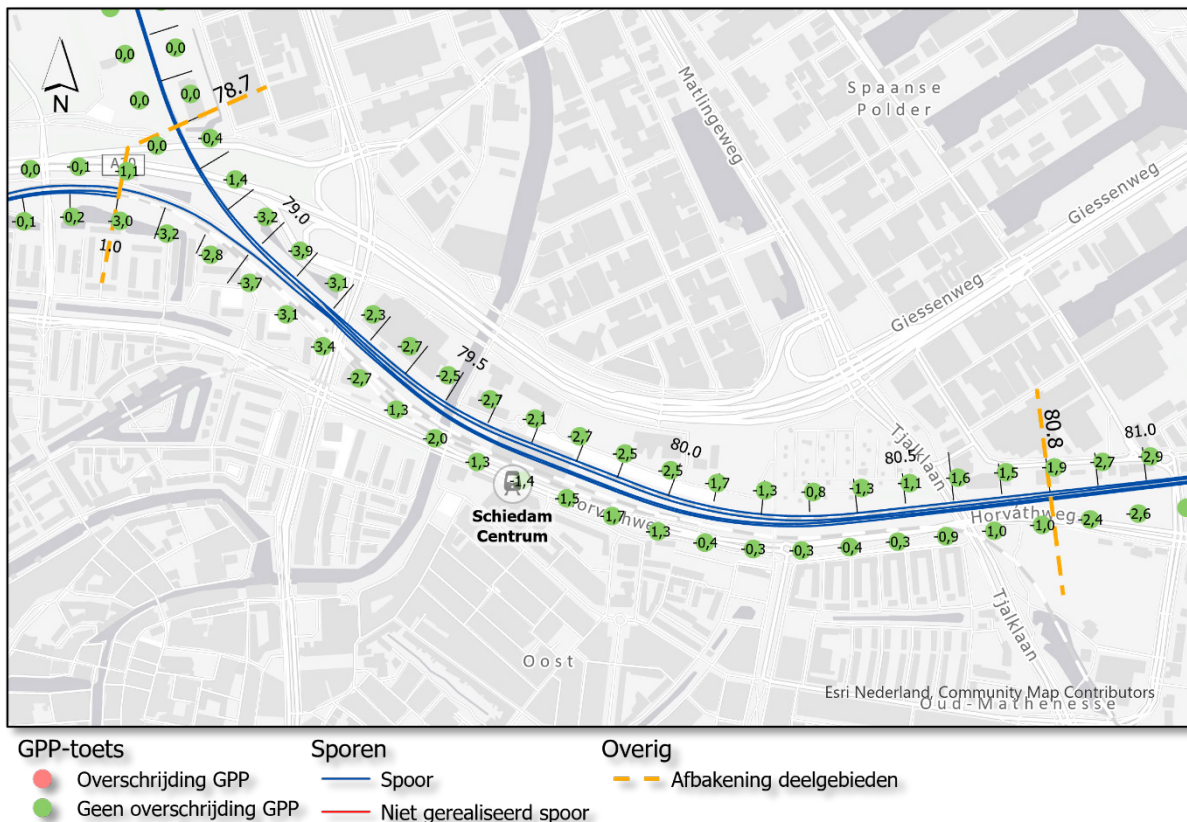 0,0
0,0
78.7
0,0
0,0
N
Matlingeweg
Spaanse
Polder
0,0
-0,4
0,0
-0,1
A20
-1,1
-1,4
-0,1
-0,2
-3,0
-3,2
79.0
-3,2
1.0
-2,8
-3,9
-3,7
-3,1
-3,1
-2,3
-3,4
-2,7
79.5
-2,7
-2,5
-1,3
-2,7
-2,0
-2,1
-1,3
-2,7
-2,5
80.0
-2,5
-1,4
-1,7
-1,3
-0,8
-1,3
-1,1
80.5
-1,6
-1,5
-1,9
-2,7
-2,9
80.8
81.0
Giessenweg
Giessenweg
Tjalklaan
Schiedam
Centrum
-1,5
-1,7
Horváthweg
-1,3
-0,4
-0,3
-0,3
-0,4
-0,3
-0,9
-1,0
-1,0
-2,4
-2,6
Horváthweg
Tjalklaan
Oost
Esri Nederland, Community Map Contributors
Oud-Mathenesse
GPP-toets
Overschrijding GPP
Geen overschrijding GPP
Sporen
Spoor
Niet gerealiseerd spoor
Overig
Afbakening deelgebieden